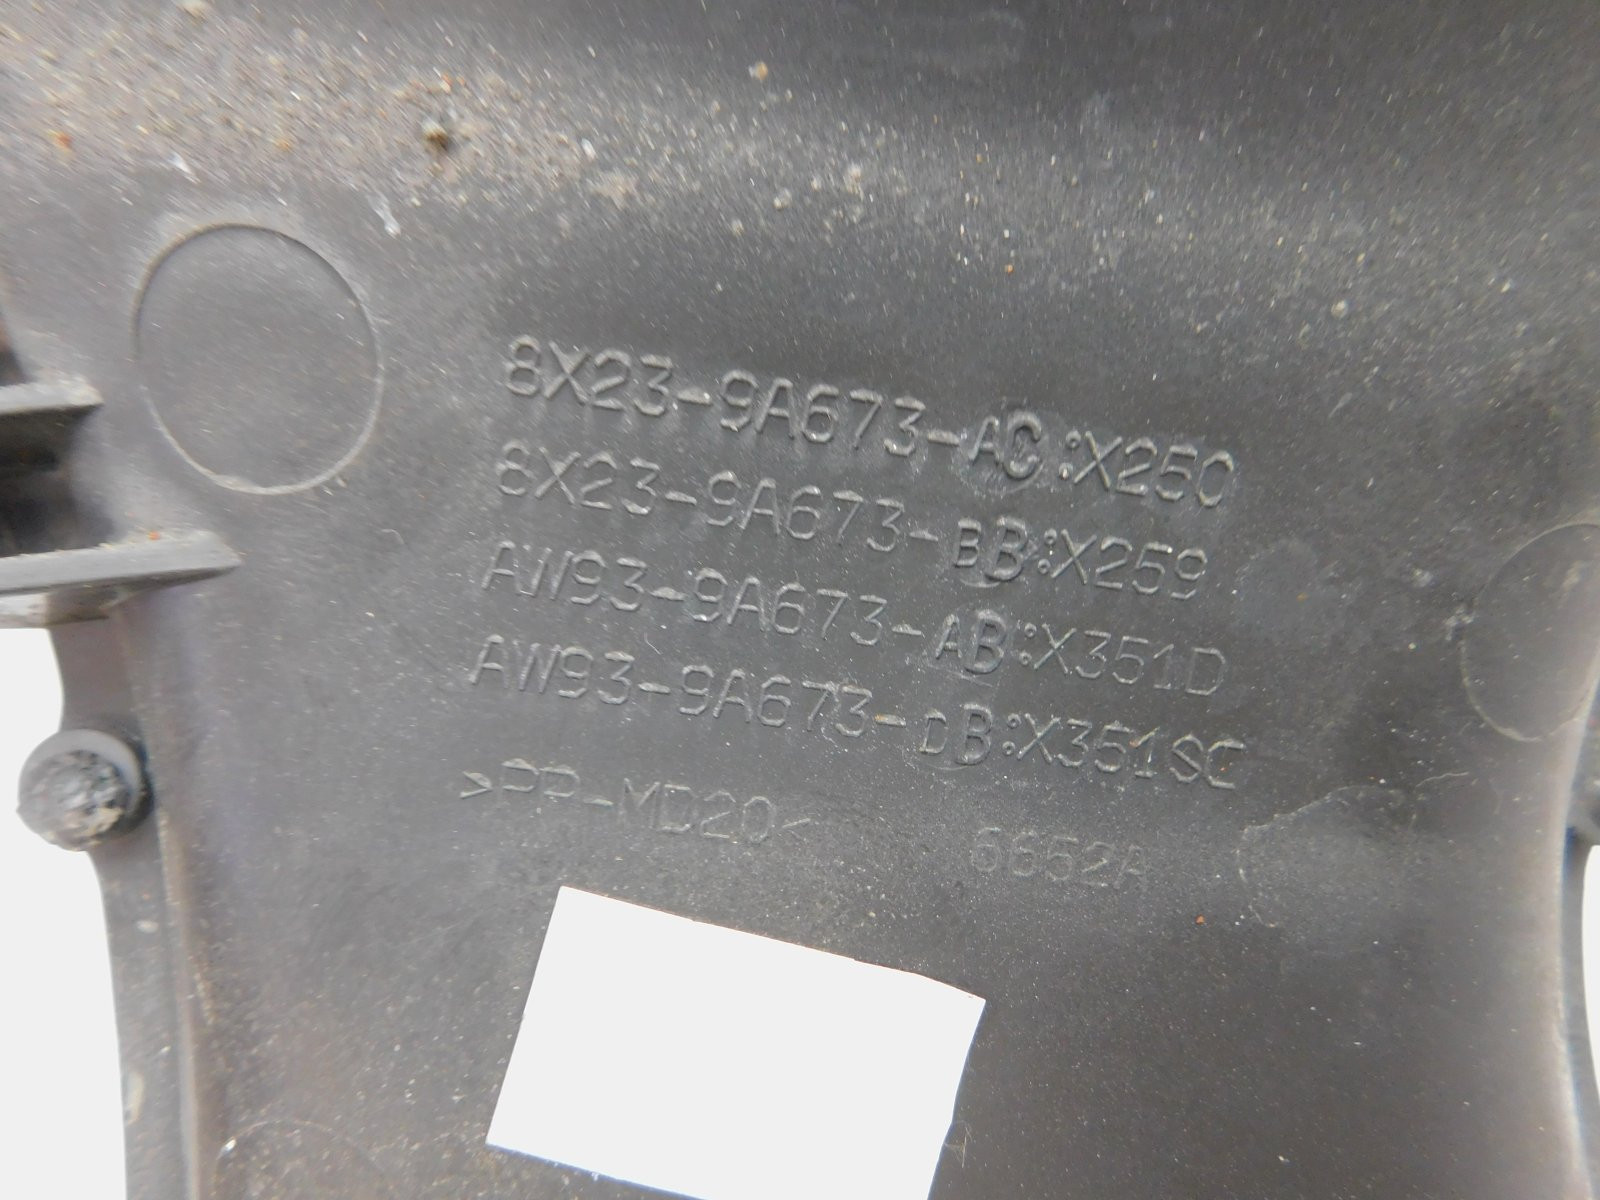 8X23-9A673-AC:X250
8X23-9A673-BB:X259
AW93-9A673-AB:X351D
AW93-9A673-DB:X351SC
>PP-MD20< 6652A